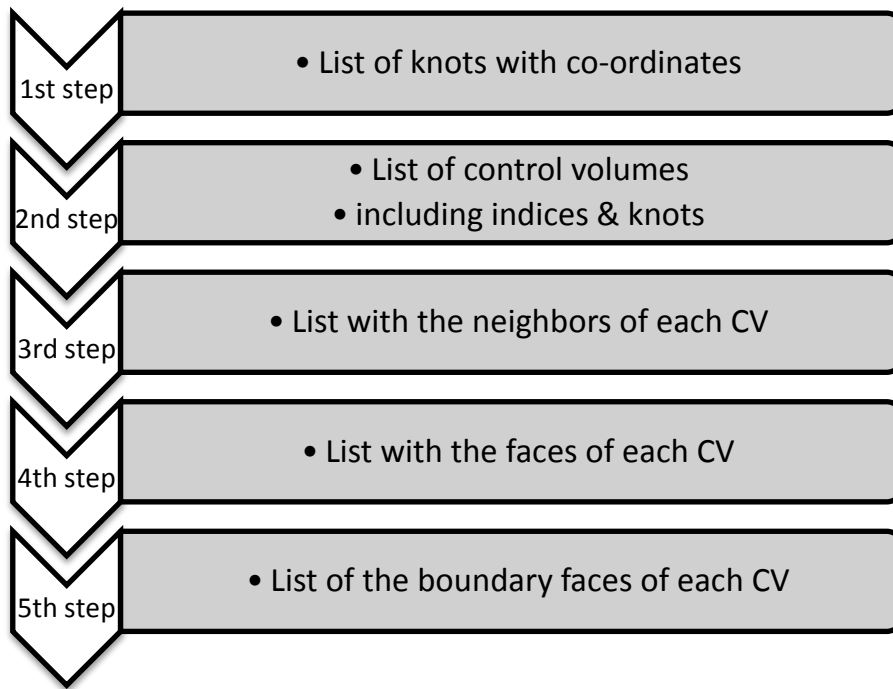 1st step
• List of knots with co-ordinates
2nd step
• List of control volumes
• including indices & knots
3rd step
• List with the neighbors of each CV
4th step
• List with the faces of each CV
5th step
• List of the boundary faces of each CV